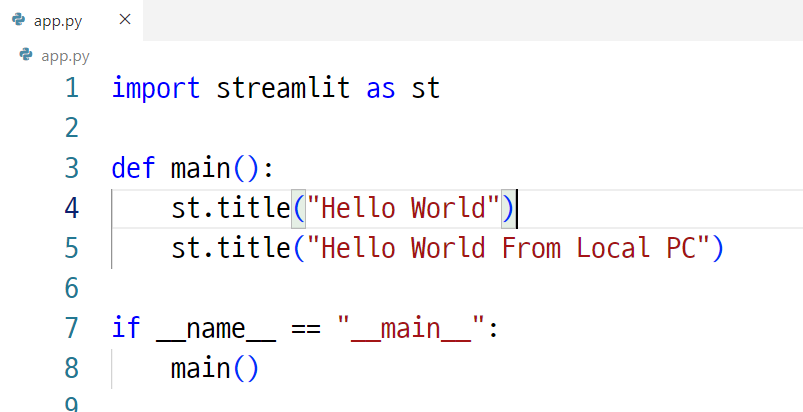 app.py
app.py
1 import streamlit as st
2
3 def main():
4     st.title("Hello World")
5     st.title("Hello World From Local PC")
6
7 if __name__ == "__main__":
8     main()
9